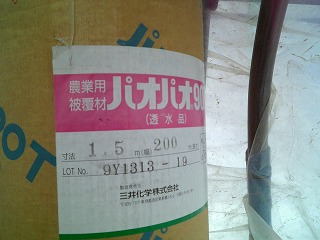 農業用
被覆材
パオパオ90
(透水品)
寸法 1.5m(幅) 200
LOT No. 9Y1313-19
三井化学株式会社